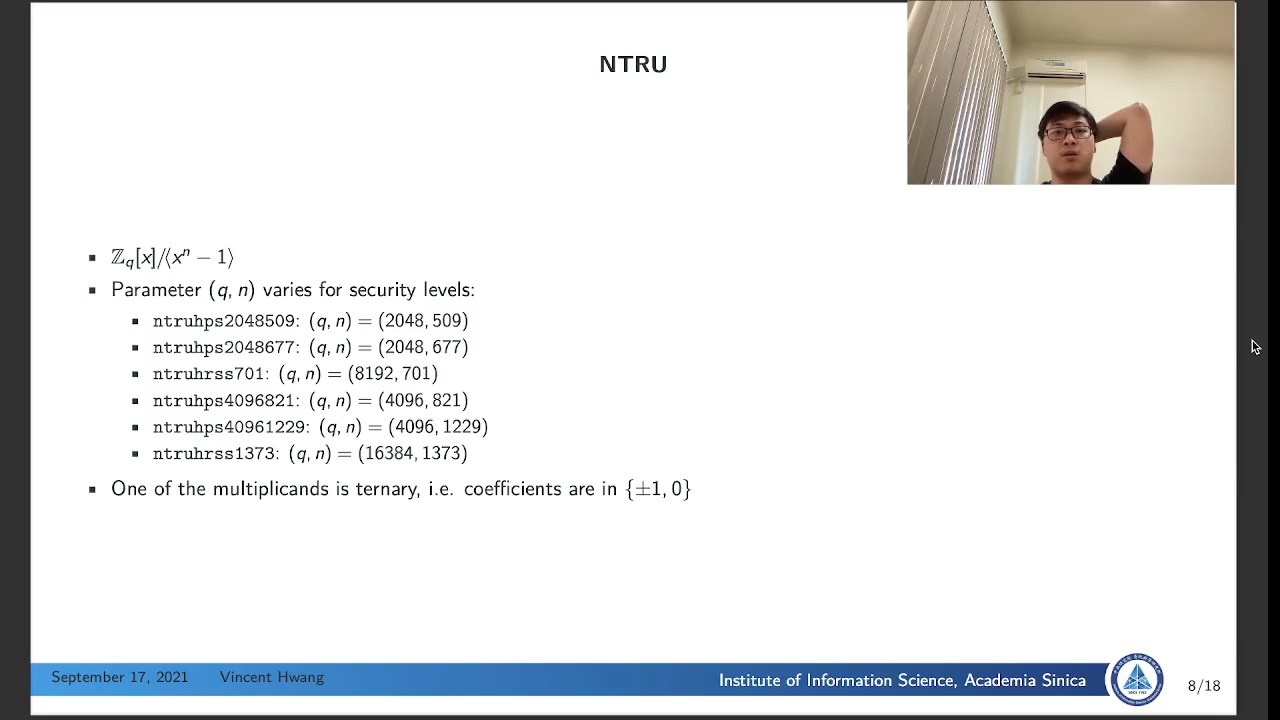 NTRU
ℤq[x]/⟨xⁿ − 1⟩
Parameter (q, n) varies for security levels:
ntruhps2048509: (q, n) = (2048, 509)
ntruhps2048677: (q, n) = (2048, 677)
ntruhrss701: (q, n) = (8192, 701)
ntruhps4096821: (q, n) = (4096, 821)
ntruhps40961229: (q, n) = (4096, 1229)
ntruhrss1373: (q, n) = (16384, 1373)
One of the multiplicands is ternary, i.e. coefficients are in {±1, 0}
September 17, 2021 Vincent Hwang Institute of Information Science, Academia Sinica 8/18